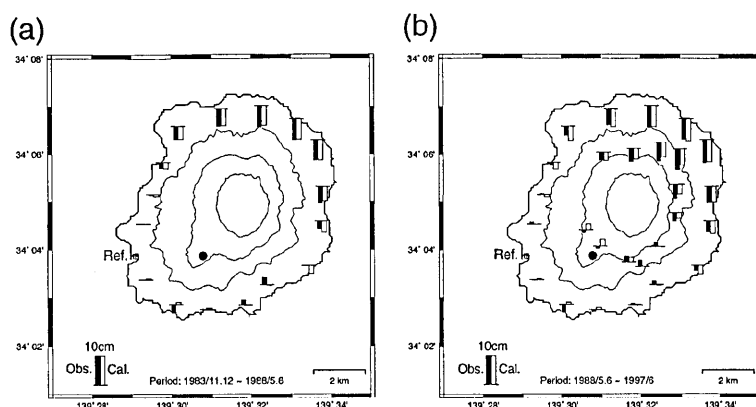 (a)
(b)
34° 08'
34° 06'
34° 04'
34° 02'
Ref.
10cm
Obs. Cal.
Period: 1983/11.12 ~ 1988/5.6
2 km
139° 28' 139° 30' 139° 32' 139° 34'
34° 08'
34° 06'
34° 04'
34° 02'
Ref.
10cm
Obs. Cal.
Period: 1988/5.6 ~ 1997/6
2 km
139° 28' 139° 30' 139° 32' 139° 34'